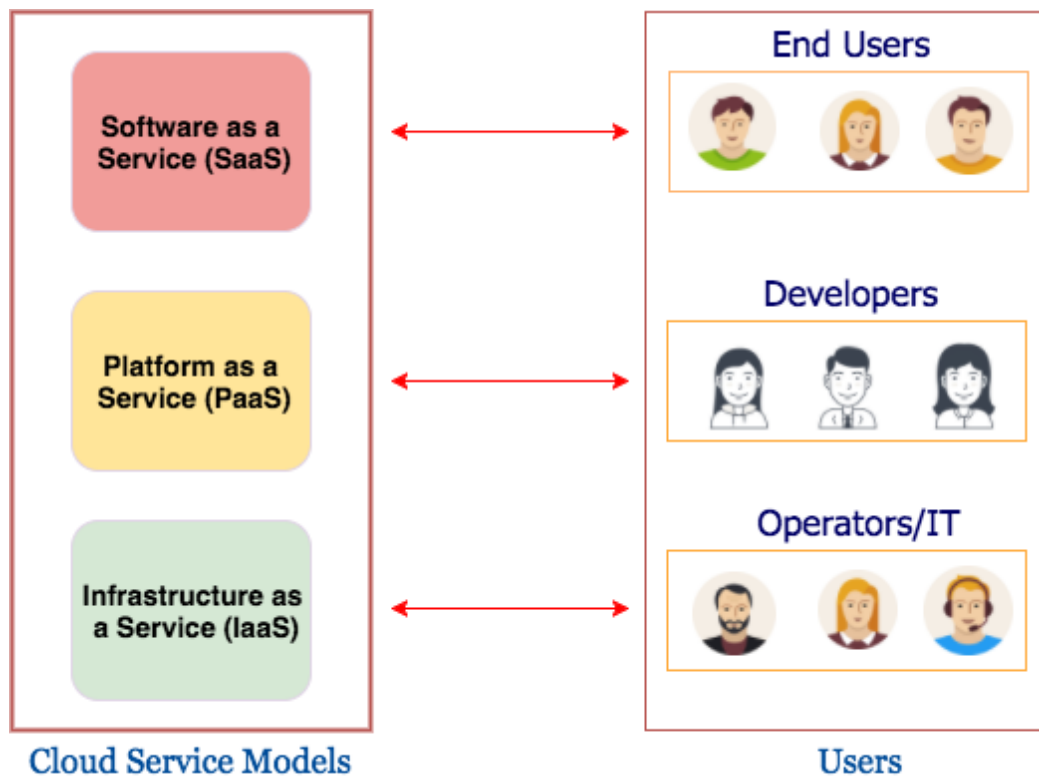 Software as a
Service (SaaS)
Platform as a
Service (PaaS)
Infrastructure as
a Service (IaaS)
Cloud Service Models
End Users
Developers
Operators/IT
Users